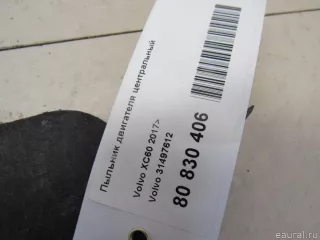 Пыльник двигателя центральный
Volvo XC60 2017>
Volvo 31497612
80 830 406
eaural.ru